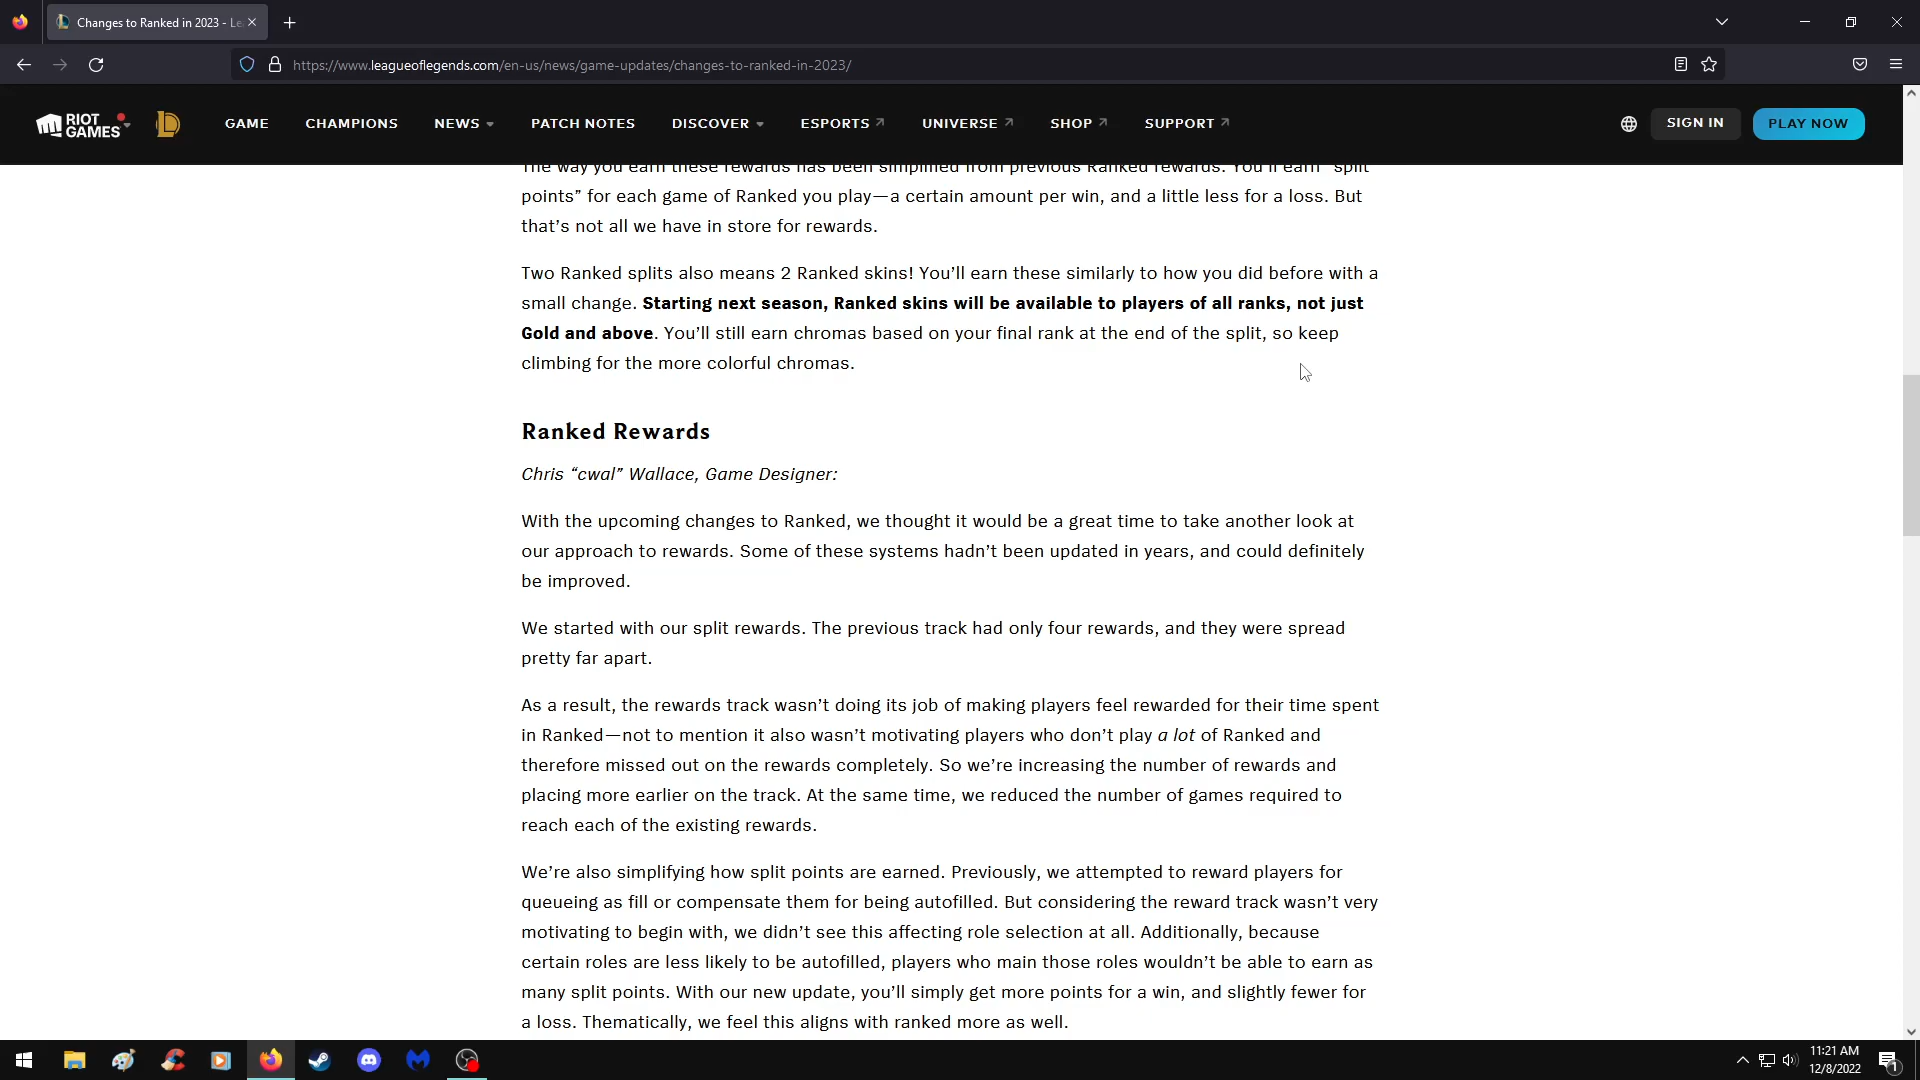 Changes to Ranked in 2023 - Le
https://www.leagueoflegends.com/en-us/news/game-updates/changes-to-ranked-in-2023/
RIOT GAMES GAME CHAMPIONS NEWS PATCH NOTES DISCOVER ESPORTS UNIVERSE SHOP SUPPORT SIGN IN PLAY NOW
The way you earn these rewards has been simplified from previous Ranked rewards. You’ll earn “split
points” for each game of Ranked you play—a certain amount per win, and a little less for a loss. But
that’s not all we have in store for rewards.
Two Ranked splits also means 2 Ranked skins! You’ll earn these similarly to how you did before with a
small change. Starting next season, Ranked skins will be available to players of all ranks, not just
Gold and above. You’ll still earn chromas based on your final rank at the end of the split, so keep
climbing for the more colorful chromas.
Ranked Rewards
Chris “cwal” Wallace, Game Designer:
With the upcoming changes to Ranked, we thought it would be a great time to take another look at
our approach to rewards. Some of these systems hadn’t been updated in years, and could definitely
be improved.
We started with our split rewards. The previous track had only four rewards, and they were spread
pretty far apart.
As a result, the rewards track wasn’t doing its job of making players feel rewarded for their time spent
in Ranked—not to mention it also wasn’t motivating players who don’t play a lot of Ranked and
therefore missed out on the rewards completely. So we’re increasing the number of rewards and
placing more earlier on the track. At the same time, we reduced the number of games required to
reach each of the existing rewards.
We’re also simplifying how split points are earned. Previously, we attempted to reward players for
queueing as fill or compensate them for being autofilled. But considering the reward track wasn’t very
motivating to begin with, we didn’t see this affecting role selection at all. Additionally, because
certain roles are less likely to be autofilled, players who main those roles wouldn’t be able to earn as
many split points. With our new update, you’ll simply get more points for a win, and slightly fewer for
a loss. Thematically, we feel this aligns with ranked more as well.
11:21 AM
12/8/2022
1